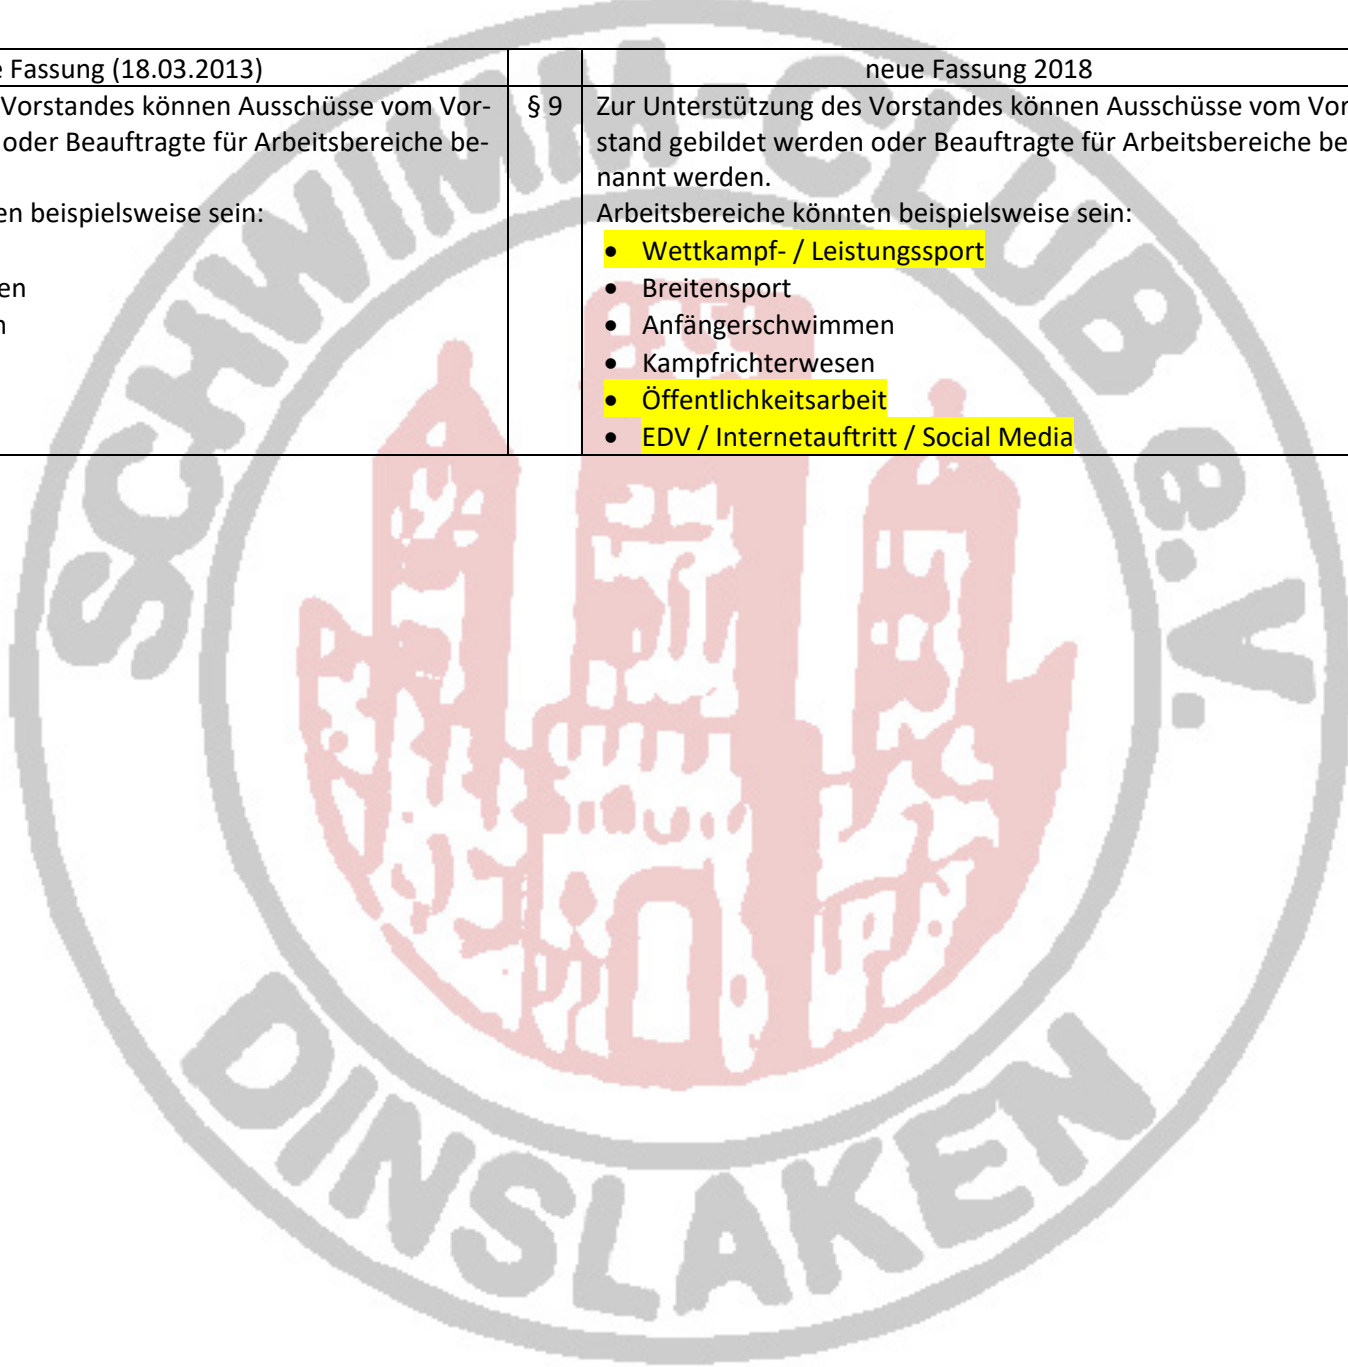 e Fassung (18.03.2013)
neue Fassung 2018
Vorstandes können Ausschüsse vom Vor-
oder Beauftragte für Arbeitsbereiche be-
en beispielsweise sein:
en
n
§ 9
Zur Unterstützung des Vorstandes können Ausschüsse vom Vor
stand gebildet werden oder Beauftragte für Arbeitsbereiche be
nannt werden.
Arbeitsbereiche könnten beispielsweise sein:
• Wettkampf- / Leistungssport
• Breitensport
• Anfängerschwimmen
• Kampfrichterwesen
• Öffentlichkeitsarbeit
• EDV / Internetauftritt / Social Media
SCHWIMM-CLUB e.V.
DINSLAKEN